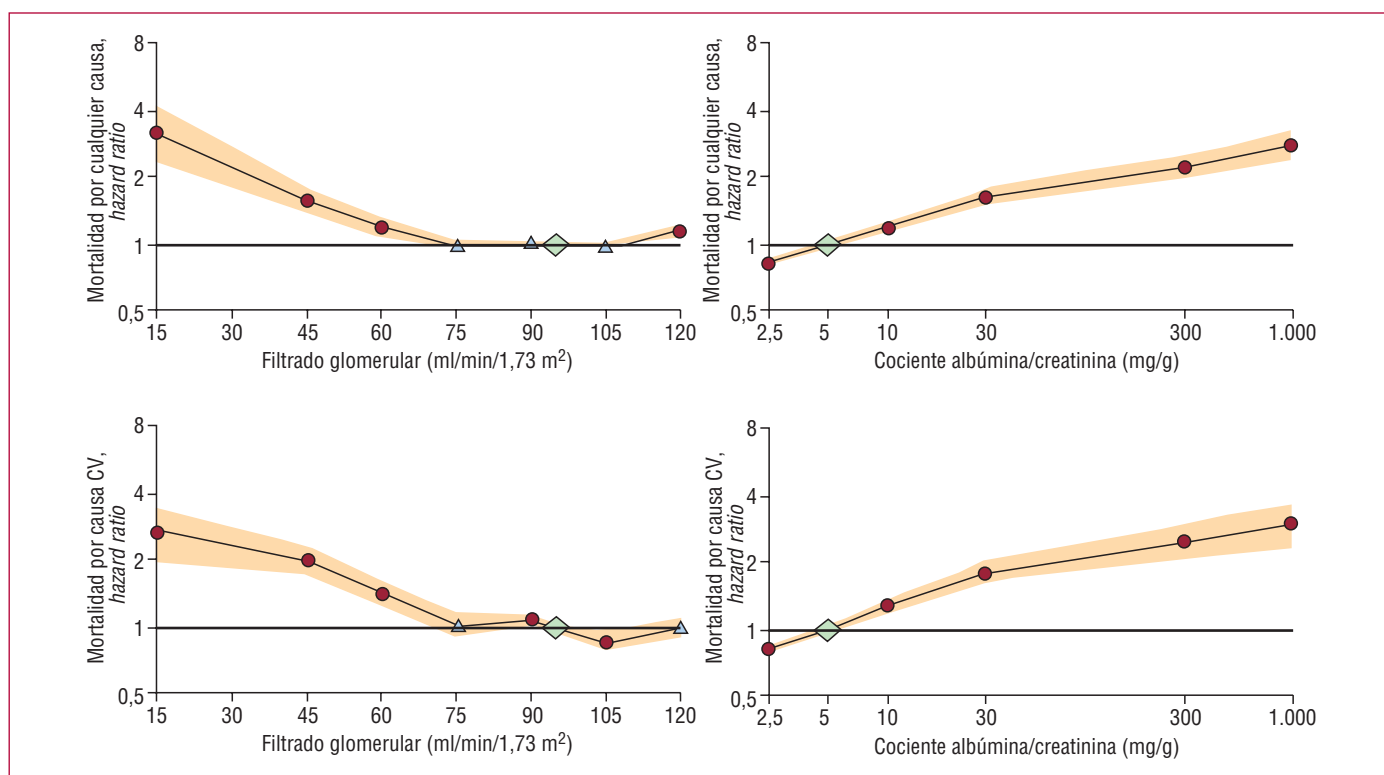 Mortalidad por cualquier causa,
hazard ratio
8
4
2
1
0,5
15 30 45 60 75 90 105 120
Filtrado glomerular (ml/min/1,73 m²)
Mortalidad por cualquier causa,
hazard ratio
8
4
2
1
0,5
2,5 5 10 30 300 1.000
Cociente albúmina/creatinina (mg/g)
Mortalidad por causa CV,
hazard ratio
8
4
2
1
0,5
15 30 45 60 75 90 105 120
Filtrado glomerular (ml/min/1,73 m²)
Mortalidad por causa CV,
hazard ratio
8
4
2
1
0,5
2,5 5 10 30 300 1.000
Cociente albúmina/creatinina (mg/g)